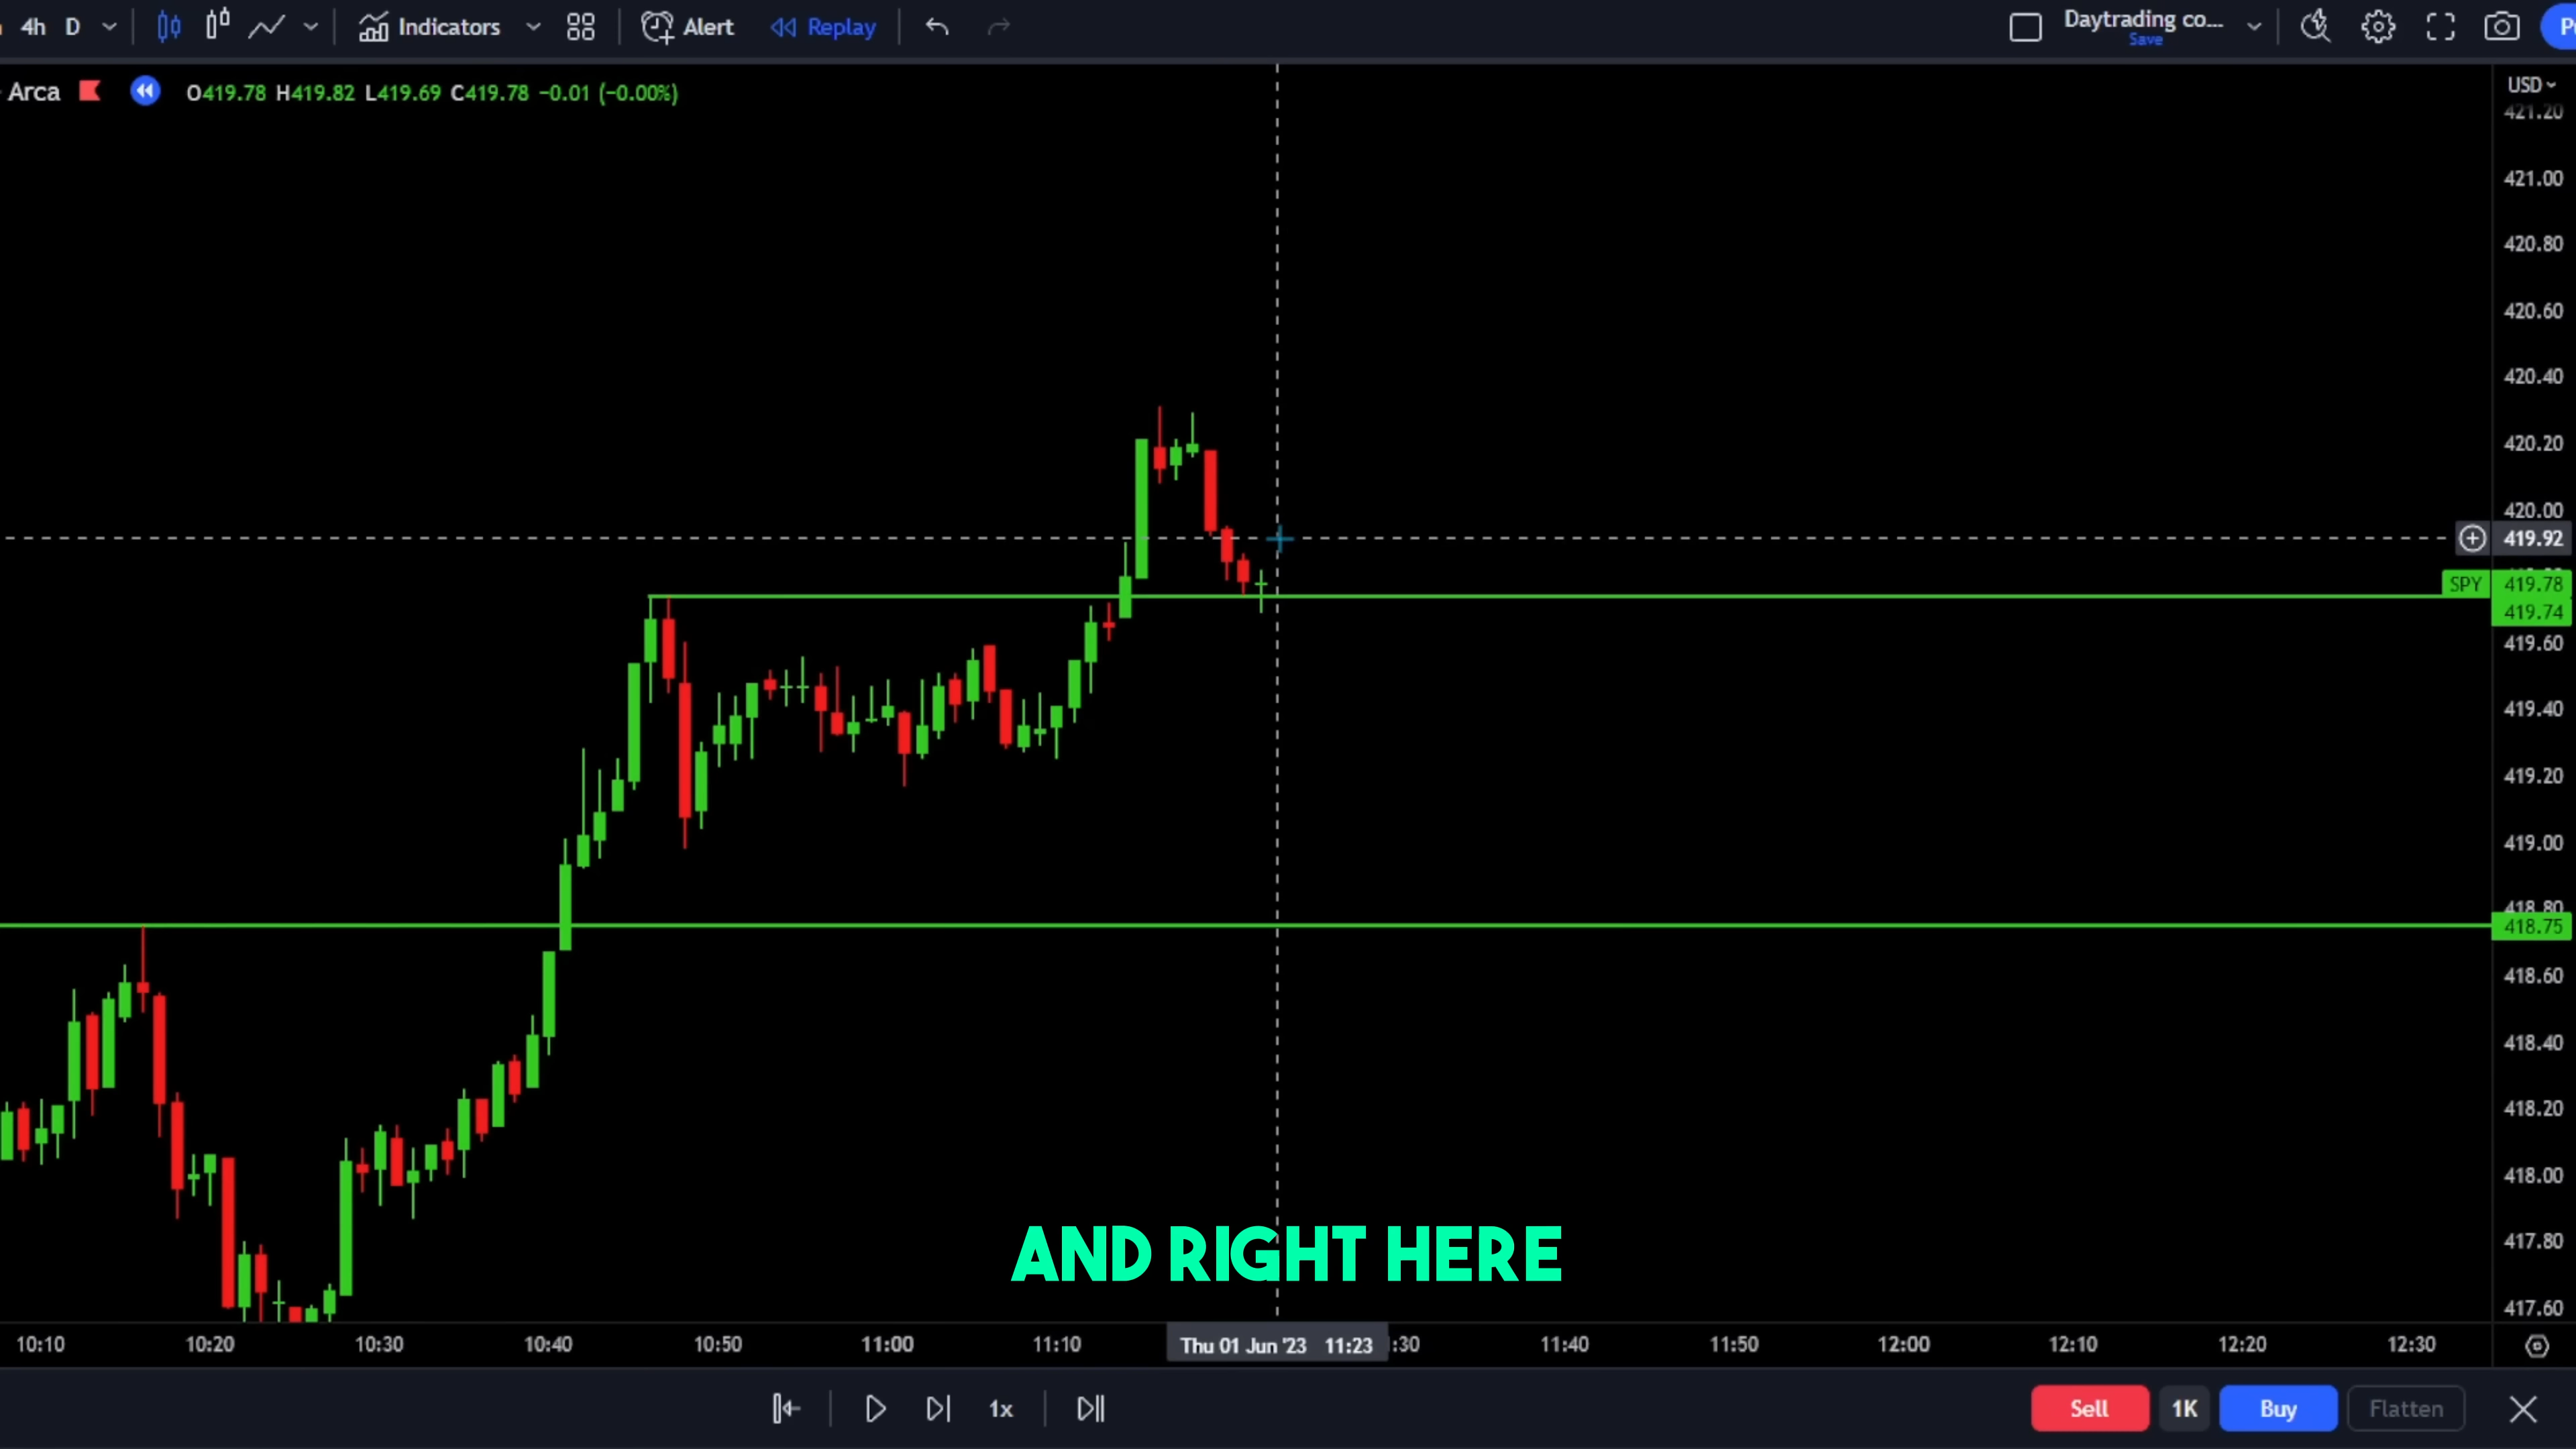 4h D Indicators Alert Replay Daytrading co...
Save
Arca O419.78 H419.82 L419.69 C419.78 −0.01 (−0.00%)
USD
421.20
421.00
420.80
420.60
420.40
420.20
420.00
419.92
SPY 419.78
419.74
419.60
419.40
419.20
419.00
418.80
418.75
418.60
418.40
418.20
418.00
417.80
417.60
AND RIGHT HERE
10:10 10:20 10:30 10:40 10:50 11:00 11:10 Thu 01 Jun '23 11:23 :30 11:40 11:50 12:00 12:10 12:20 12:30
1x Sell 1K Buy Flatten